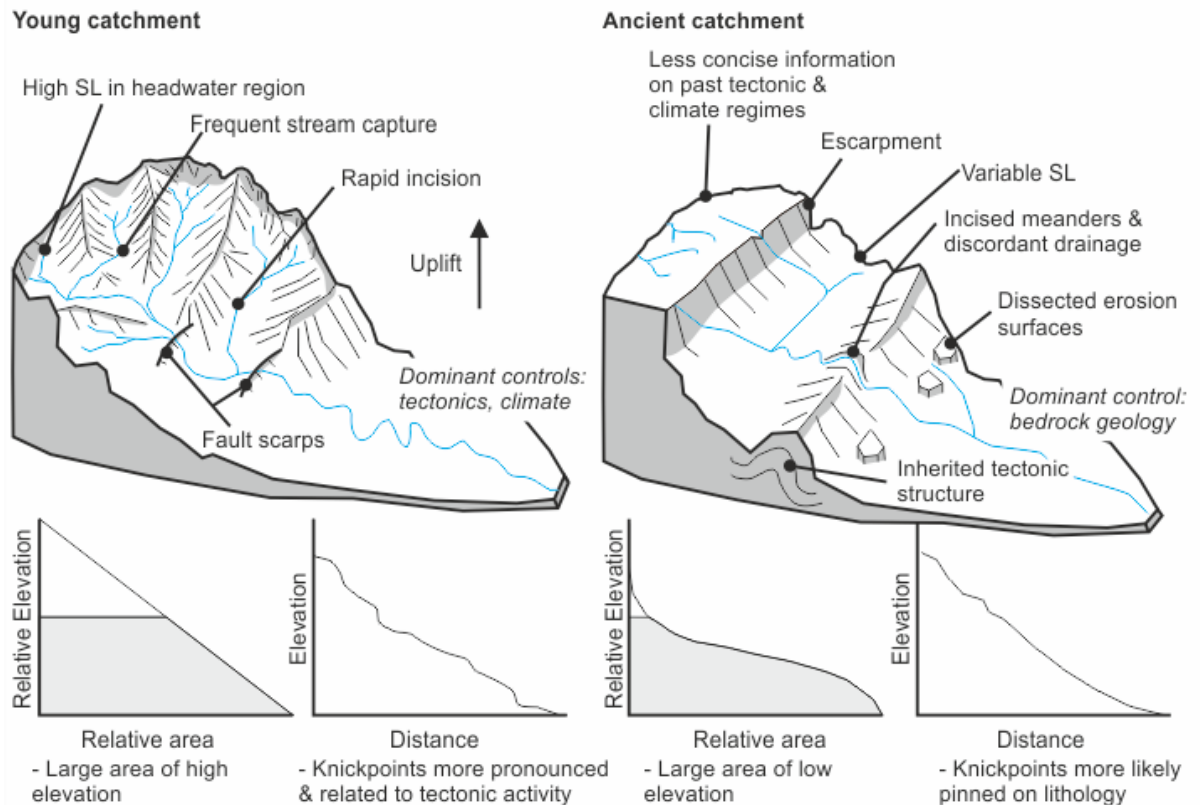 Young catchment
High SL in headwater region
Frequent stream capture
Rapid incision
Uplift
Dominant controls:
tectonics, climate
Fault scarps
Relative Elevation
Relative area
- Large area of high
elevation
Elevation
Distance
- Knickpoints more pronounced
& related to tectonic activity
Ancient catchment
Less concise information
on past tectonic &
climate regimes
Escarpment
Variable SL
Incised meanders &
discordant drainage
Dissected erosion
surfaces
Dominant control:
bedrock geology
Inherited tectonic
structure
Relative Elevation
Relative area
- Large area of low
elevation
Elevation
Distance
- Knickpoints more likely
pinned on lithology